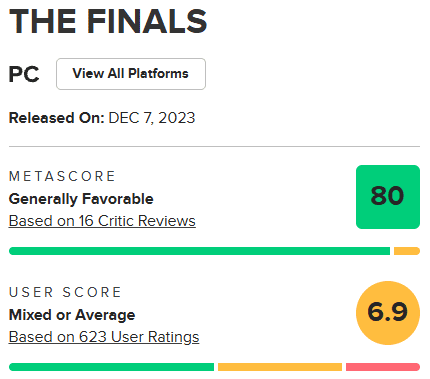 THE FINALS
PC View All Platforms
Released On: DEC 7, 2023
METASCORE
Generally Favorable
Based on 16 Critic Reviews
80
USER SCORE
Mixed or Average
Based on 623 User Ratings
6.9